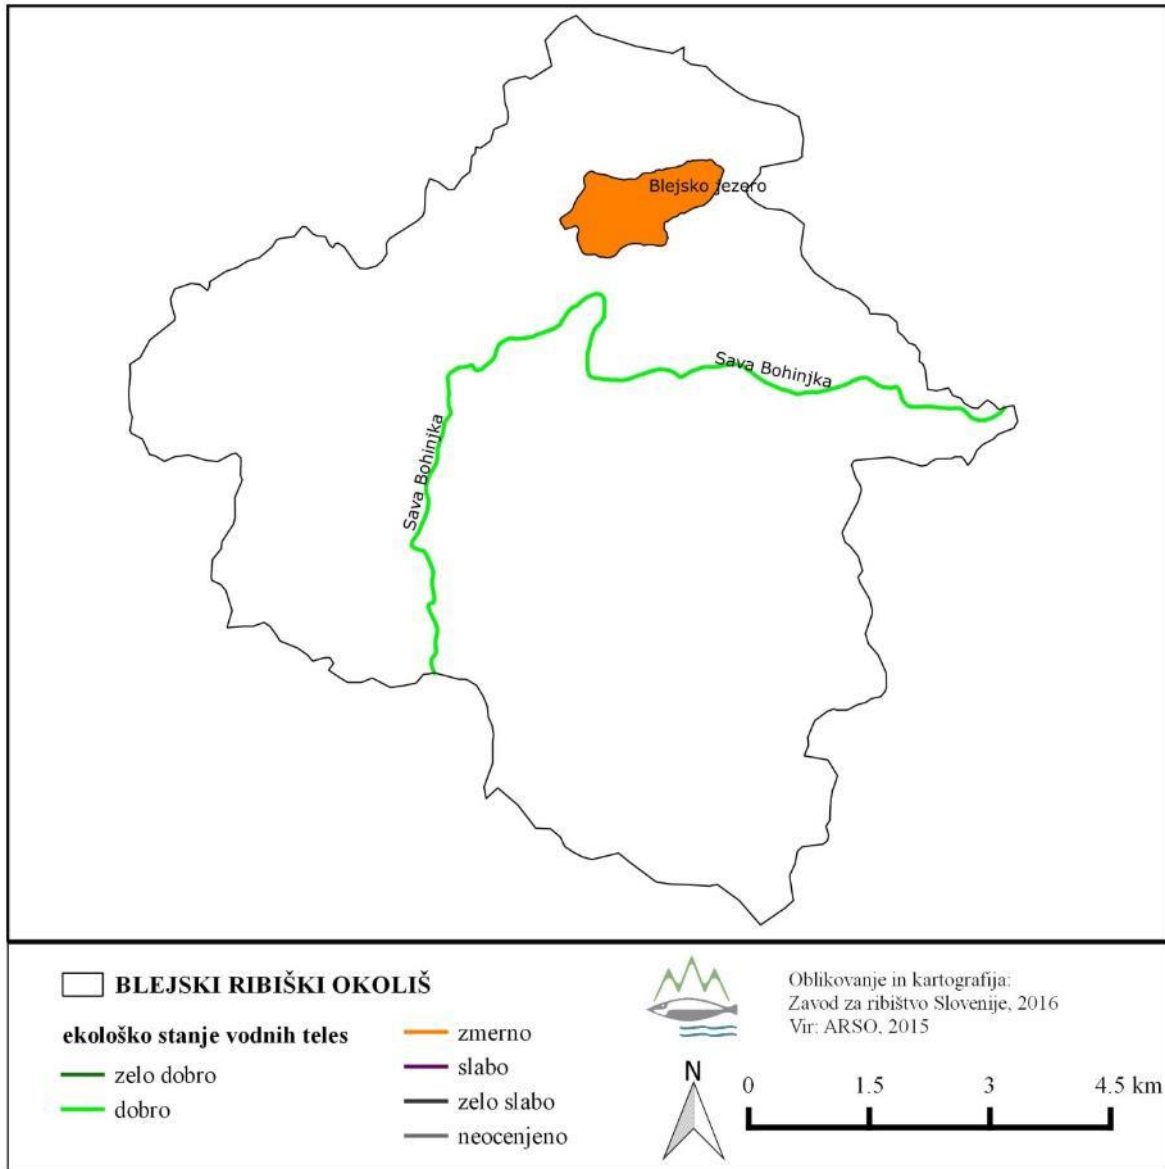 Blejsko jezero
Sava Bohinjka
Sava Bohinjka
BLEJSKI RIBIŠKI OKOLIŠ
ekološko stanje vodnih teles
zelo dobro
dobro
zmerno
slabo
zelo slabo
neocenjeno
Oblikovanje in kartografija:
Zavod za ribištvo Slovenije, 2016
Vir: ARSO, 2015
N
0 1.5 3 4.5 km